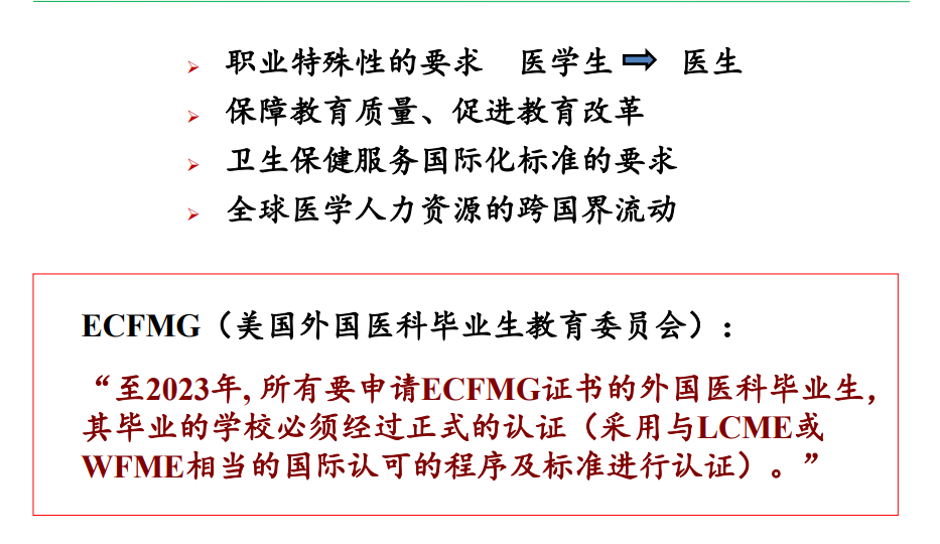 职业特殊性的要求 医学生 医生
保障教育质量、促进教育改革
卫生保健服务国际化标准的要求
全球医学人力资源的跨国界流动
ECFMG（美国外国医科毕业生教育委员会）：
“至2023年, 所有要申请ECFMG证书的外国医科毕业生，
其毕业的学校必须经过正式的认证（采用与LCME或
WFME相当的国际认可的程序及标准进行认证）。”